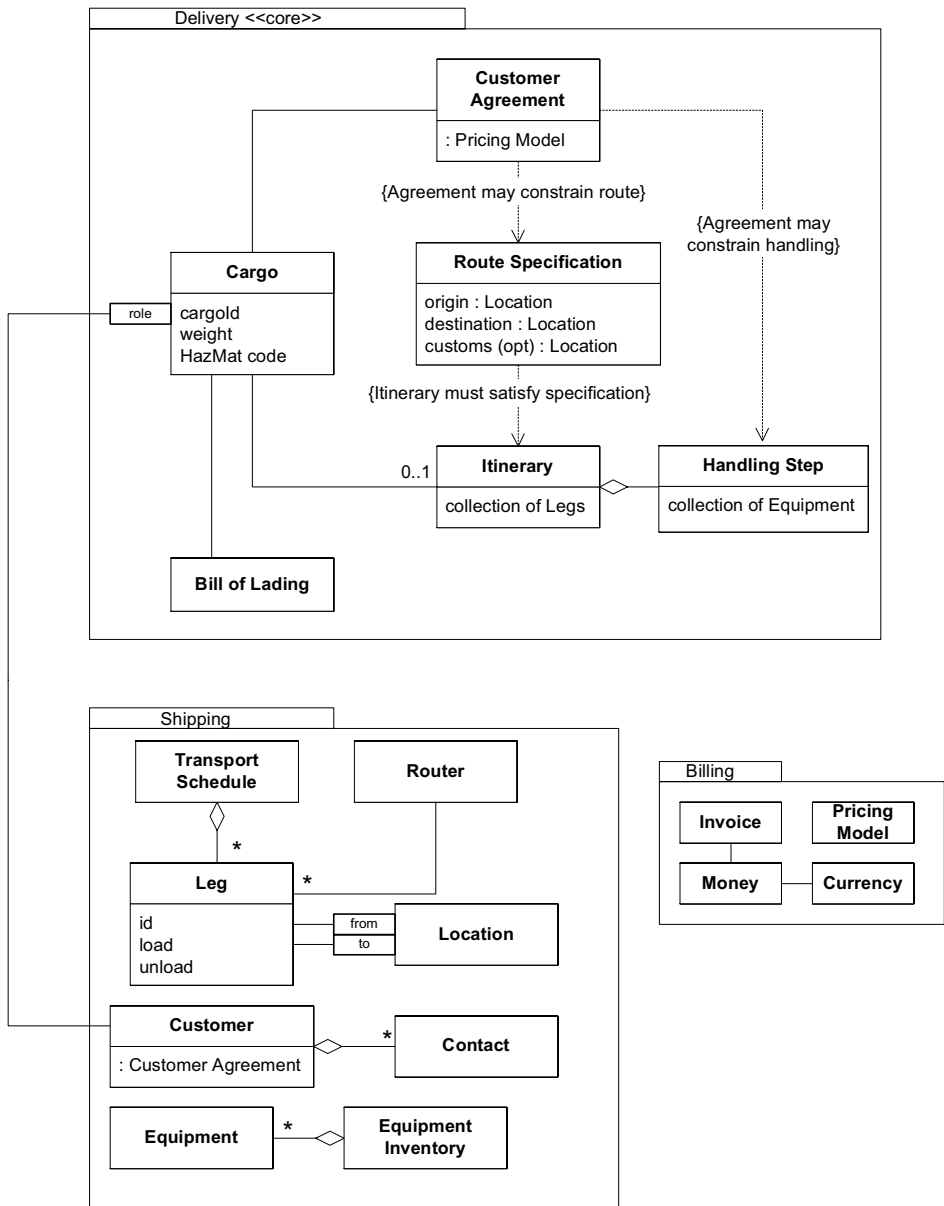 Delivery <<core>>
Customer
Agreement
: Pricing Model
{Agreement may constrain route}
{Agreement may
constrain handling}
Cargo
role
cargoId
weight
HazMat code
Route Specification
origin : Location
destination : Location
customs (opt) : Location
{Itinerary must satisfy specification}
0..1
Itinerary
collection of Legs
Handling Step
collection of Equipment
Bill of Lading
Shipping
Transport
Schedule
Router
*
*
Leg
id
load
unload
from
to
Location
Customer
: Customer Agreement
*
Contact
Equipment
*
Equipment
Inventory
Billing
Invoice
Pricing
Model
Money
Currency